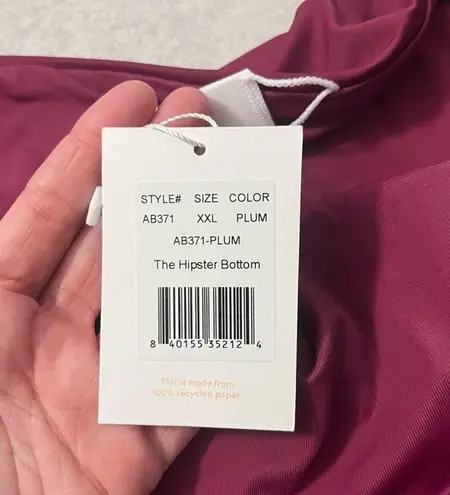 STYLE# SIZE COLOR
AB371 XXL PLUM
AB371-PLUM
The Hipster Bottom
8 40155 35212 4
This is made from
100% recycled paper.